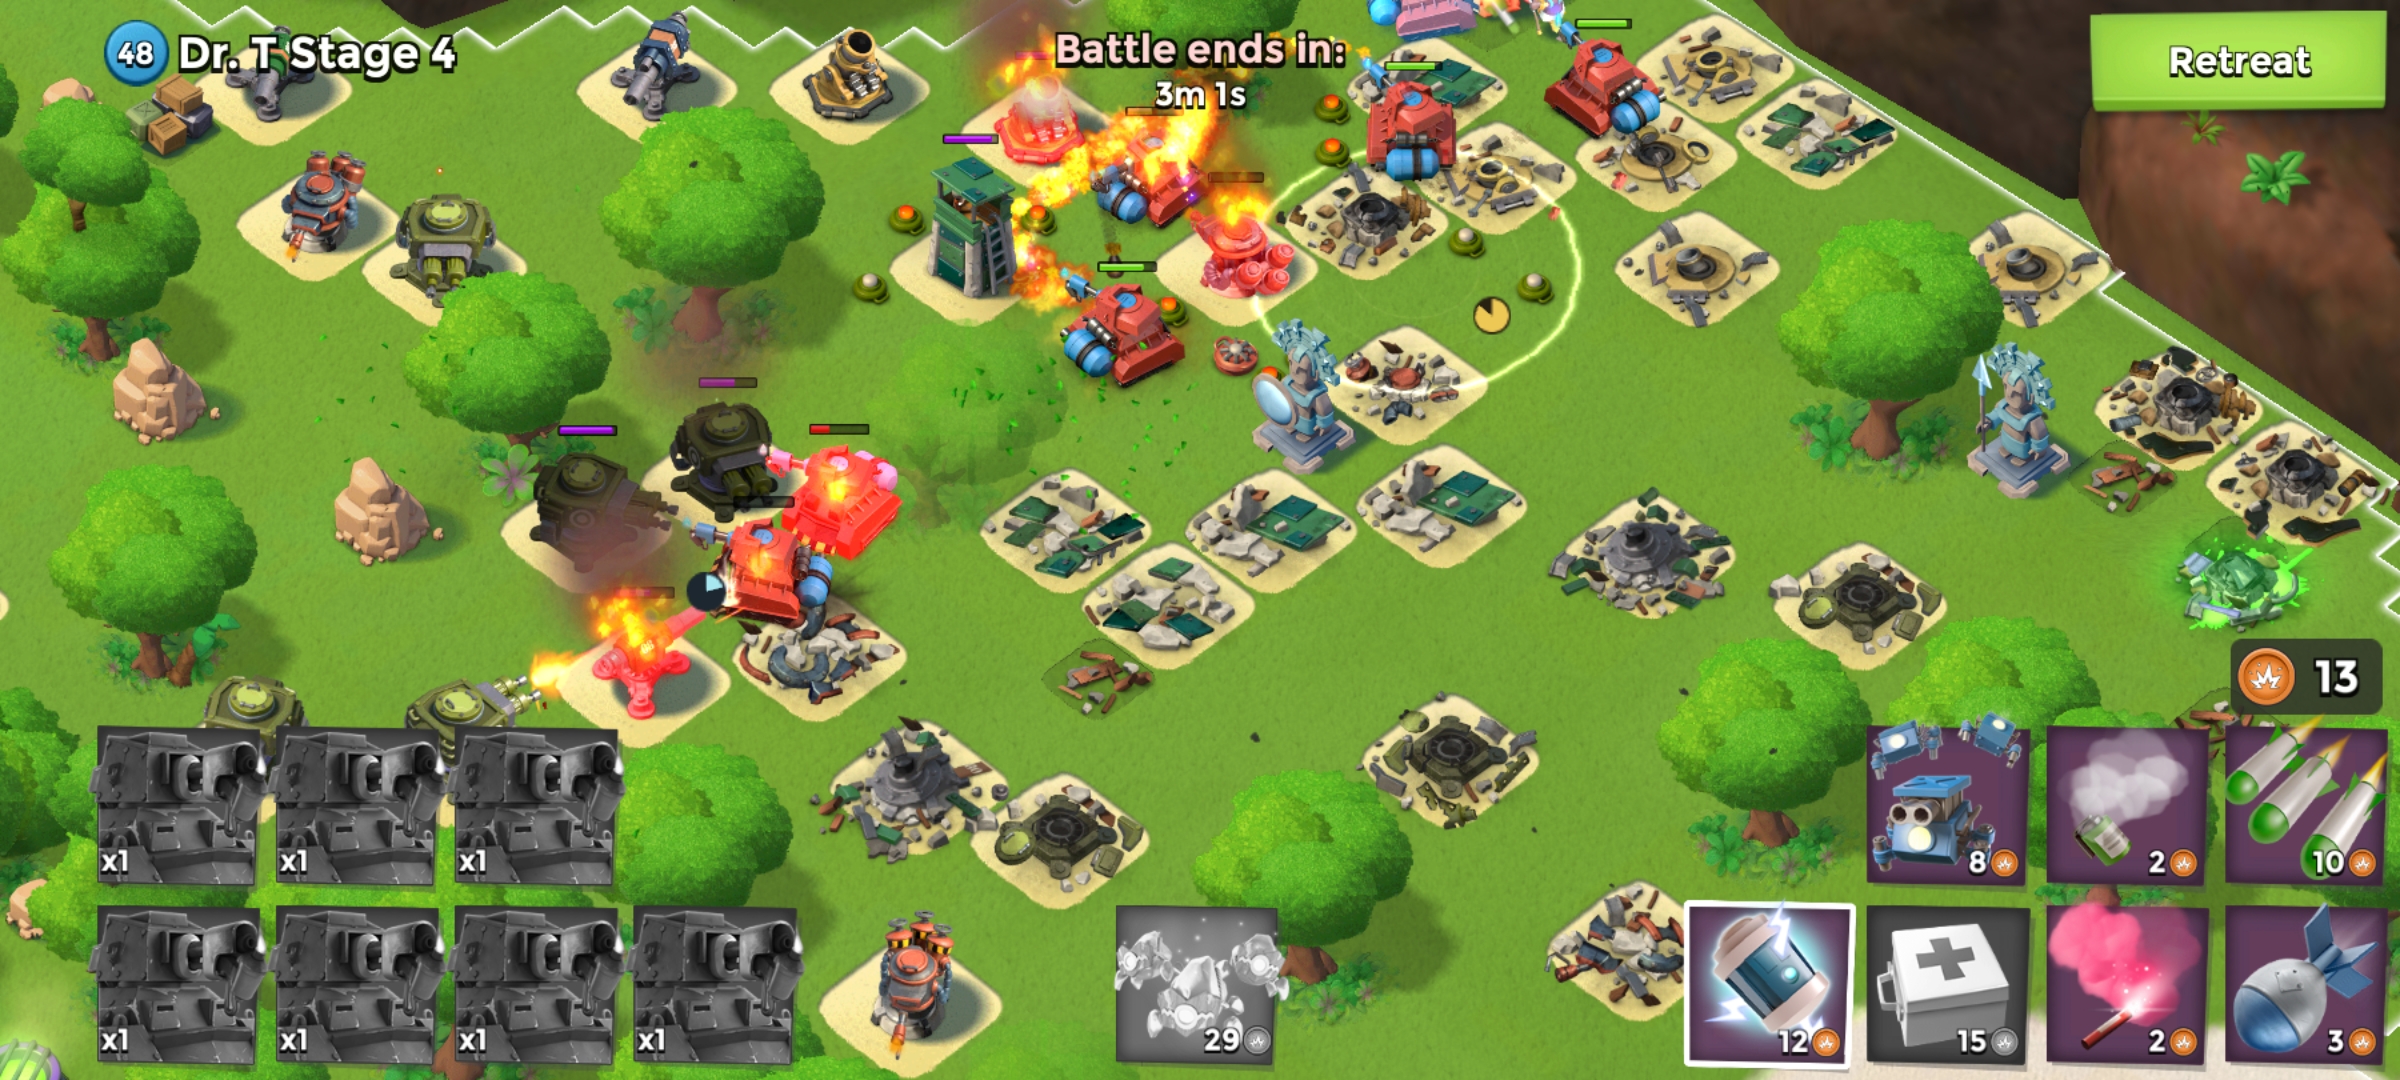 48 Dr. T Stage 4
Battle ends in:
3m 1s
Retreat
13
8
2
10
x1
x1
x1
x1
x1
x1
x1
29
12
15
2
3